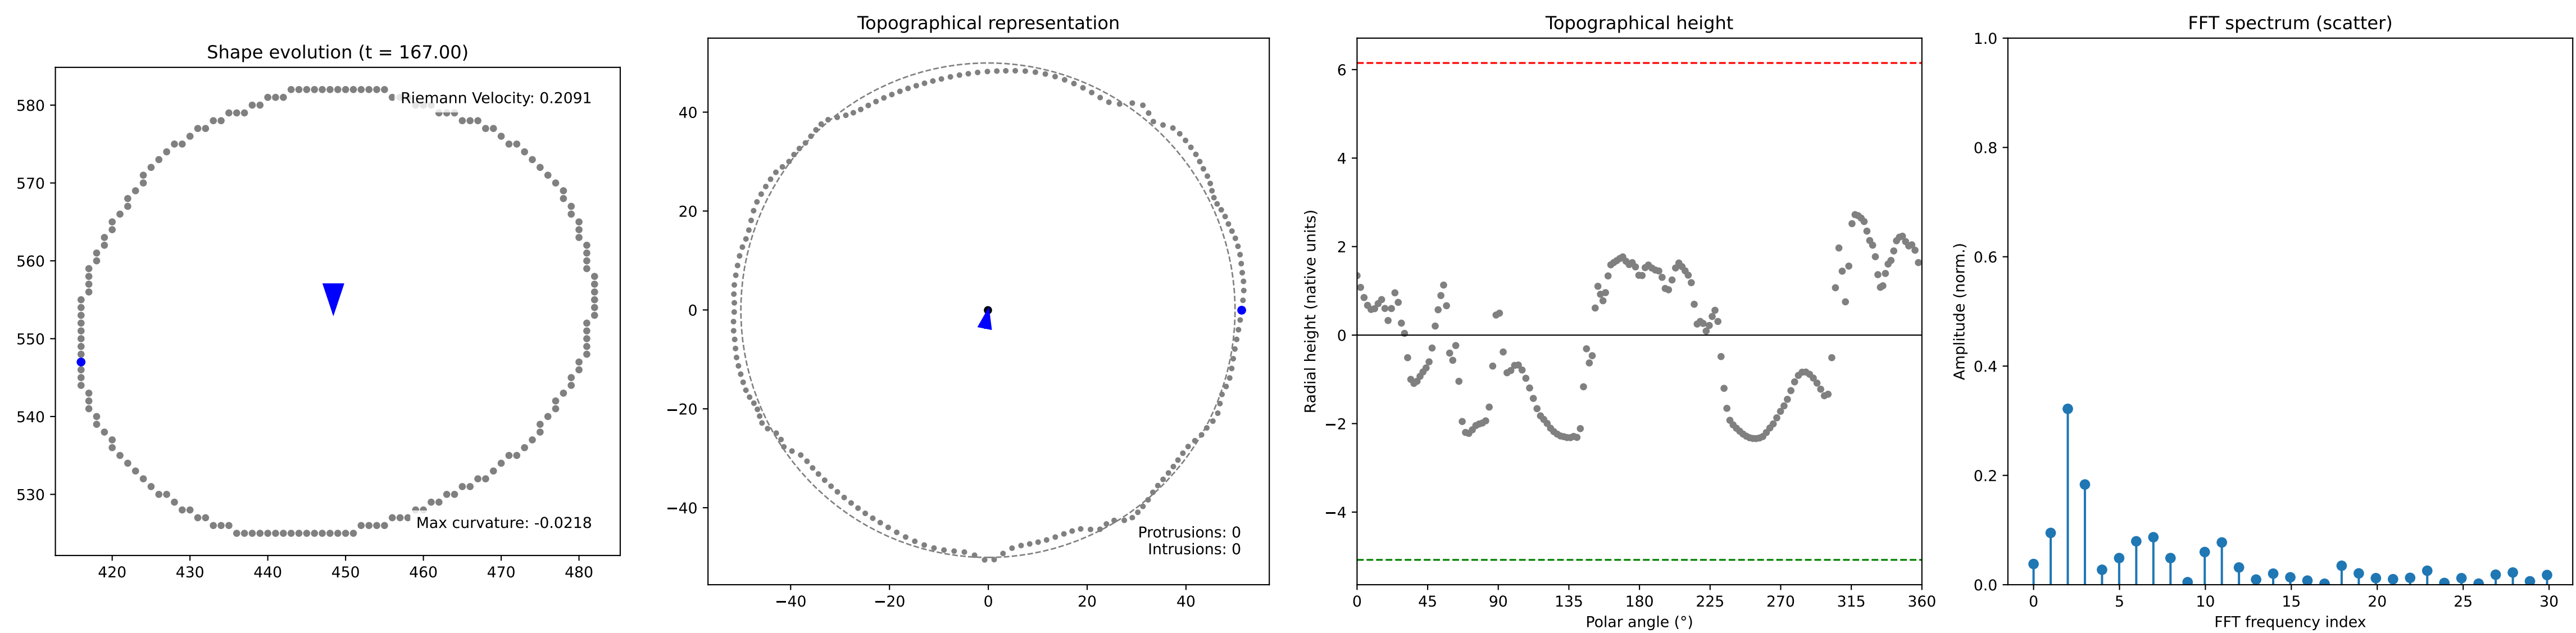 Shape evolution (t = 167.00)
Riemann Velocity: 0.2091
Max curvature: -0.0218
580
570
560
550
540
530
420 430 440 450 460 470 480
Topographical representation
40
20
0
−20
−40
−40 −20 0 20 40
Protrusions: 0
Intrusions: 0
Topographical height
Radial height (native units)
6
4
2
0
−2
−4
0 45 90 135 180 225 270 315 360
Polar angle (°)
FFT spectrum (scatter)
Amplitude (norm.)
1.0
0.8
0.6
0.4
0.2
0.0
0 5 10 15 20 25 30
FFT frequency index